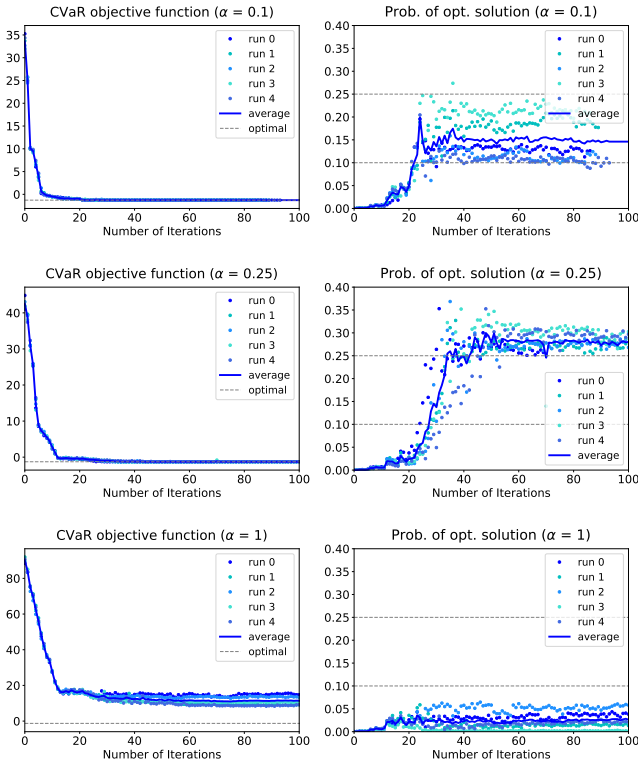 CVaR objective function (α = 0.1)
35
30
25
20
15
10
5
0
0 20 40 60 80 100
Number of Iterations
run 0
run 1
run 2
run 3
run 4
average
optimal
Prob. of opt. solution (α = 0.1)
0.40
0.35
0.30
0.25
0.20
0.15
0.10
0.05
0.00
0 20 40 60 80 100
Number of Iterations
run 0
run 1
run 2
run 3
run 4
average
CVaR objective function (α = 0.25)
40
30
20
10
0
0 20 40 60 80 100
Number of Iterations
run 0
run 1
run 2
run 3
run 4
average
optimal
Prob. of opt. solution (α = 0.25)
0.40
0.35
0.30
0.25
0.20
0.15
0.10
0.05
0.00
0 20 40 60 80 100
Number of Iterations
run 0
run 1
run 2
run 3
run 4
average
CVaR objective function (α = 1)
80
60
40
20
0
0 20 40 60 80 100
Number of Iterations
run 0
run 1
run 2
run 3
run 4
average
optimal
Prob. of opt. solution (α = 1)
0.40
0.35
0.30
0.25
0.20
0.15
0.10
0.05
0.00
0 20 40 60 80 100
Number of Iterations
run 0
run 1
run 2
run 3
run 4
average